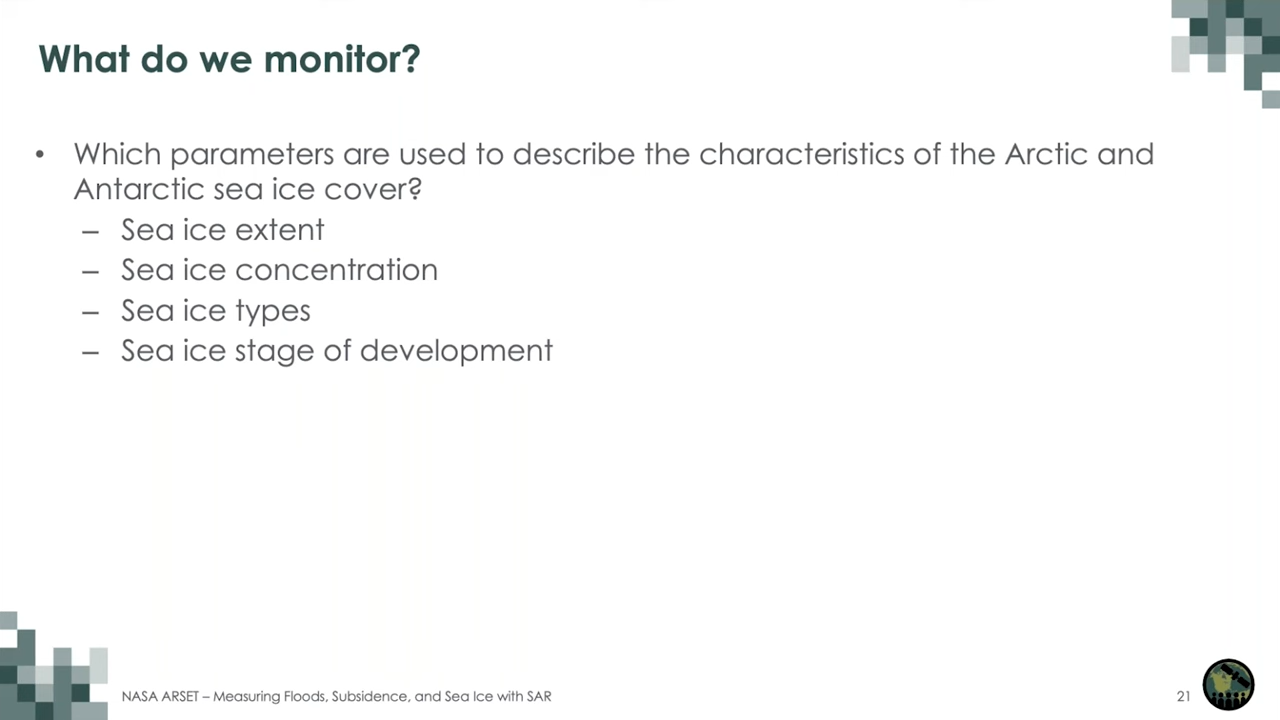 What do we monitor?
• Which parameters are used to describe the characteristics of the Arctic and
Antarctic sea ice cover?
– Sea ice extent
– Sea ice concentration
– Sea ice types
– Sea ice stage of development
NASA ARSET – Measuring Floods, Subsidence, and Sea Ice with SAR
21